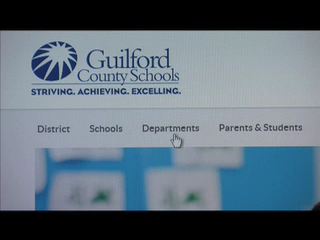 Guilford
County Schools
STRIVING. ACHIEVING. EXCELLING.
District Schools Departments Parents & Students